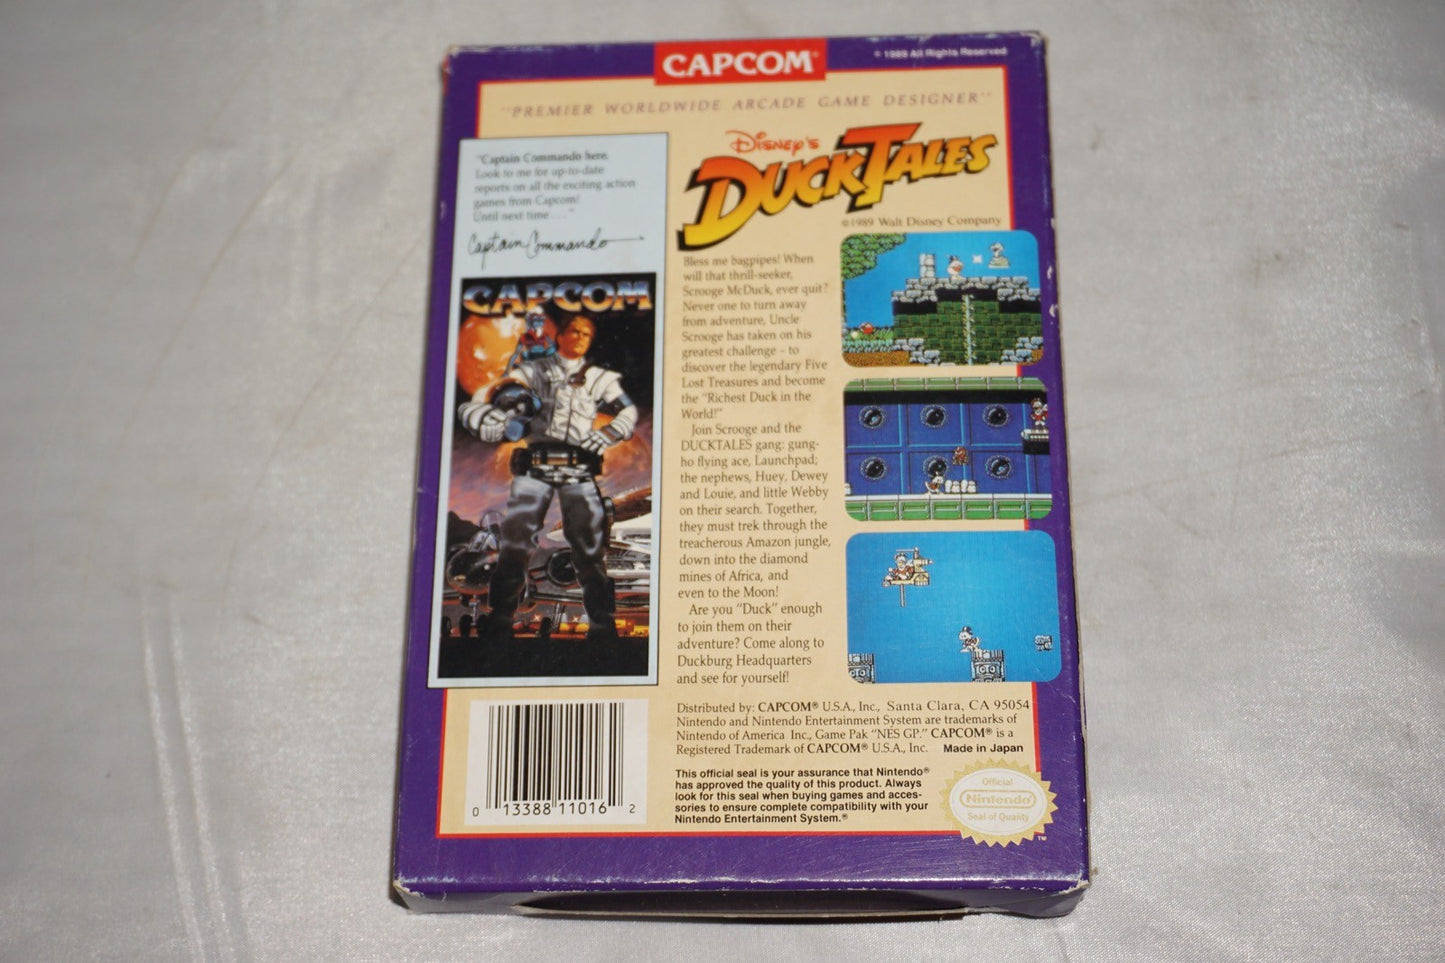 CAPCOM®
© 1989 All Rights Reserved
"PREMIER WORLDWIDE ARCADE GAME DESIGNER"
"Captain Commando here.
Look to me for up-to-date
reports on all the exciting action
games from Capcom!
Until next time . . ."
Captain Commando
CAPCOM
DISNEY'S
DUCKTALES
©1989 Walt Disney Company
Bless me bagpipes! When
will that thrill-seeker,
Scrooge McDuck, ever quit?
Never one to turn away
from adventure, Uncle
Scrooge has taken on his
greatest challenge – to
discover the legendary Five
Lost Treasures and become
the "Richest Duck in the
World!"
Join Scrooge and the
DUCKTALES gang: gung-
ho flying ace, Launchpad;
the nephews, Huey, Dewey
and Louie, and little Webby
on their search. Together,
they must trek through the
treacherous Amazon jungle,
down into the diamond
mines of Africa, and
even to the Moon!
Are you "Duck" enough
to join them on their
adventure? Come along to
Duckburg Headquarters
and see for yourself!
0 13388 11016 2
Distributed by: CAPCOM® U.S.A., Inc., Santa Clara, CA 95054
Nintendo and Nintendo Entertainment System are trademarks of
Nintendo of America Inc., Game Pak "NES GP." CAPCOM® is a
Registered Trademark of CAPCOM® U.S.A., Inc. Made in Japan
This official seal is your assurance that Nintendo®
has approved the quality of this product. Always
look for this seal when buying games and acces-
sories to ensure complete compatibility with your
Nintendo Entertainment System.®
Official
Nintendo®
Seal of Quality
TM